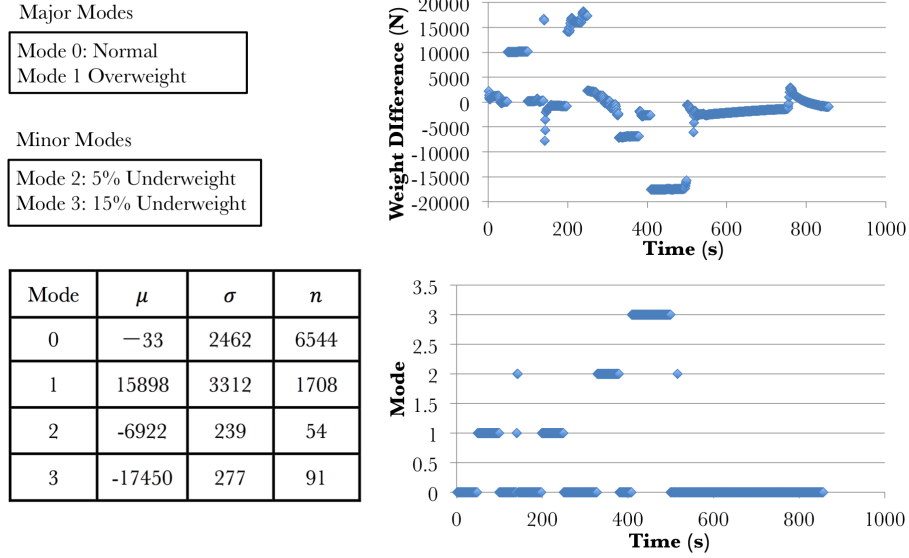 Major Modes
Mode 0: Normal
Mode 1 Overweight
Minor Modes
Mode 2: 5% Underweight
Mode 3: 15% Underweight
Mode μ σ n
0 −33 2462 6544
1 15898 3312 1708
2 -6922 239 54
3 -17450 277 91
Weight DIfference (N)
20000
15000
10000
5000
0
-5000
-10000
-15000
-20000
0 200 400 600 800 1000
Time (s)
Mode
3.5
3
2.5
2
1.5
1
0.5
0
0 200 400 600 800 1000
Time (s)